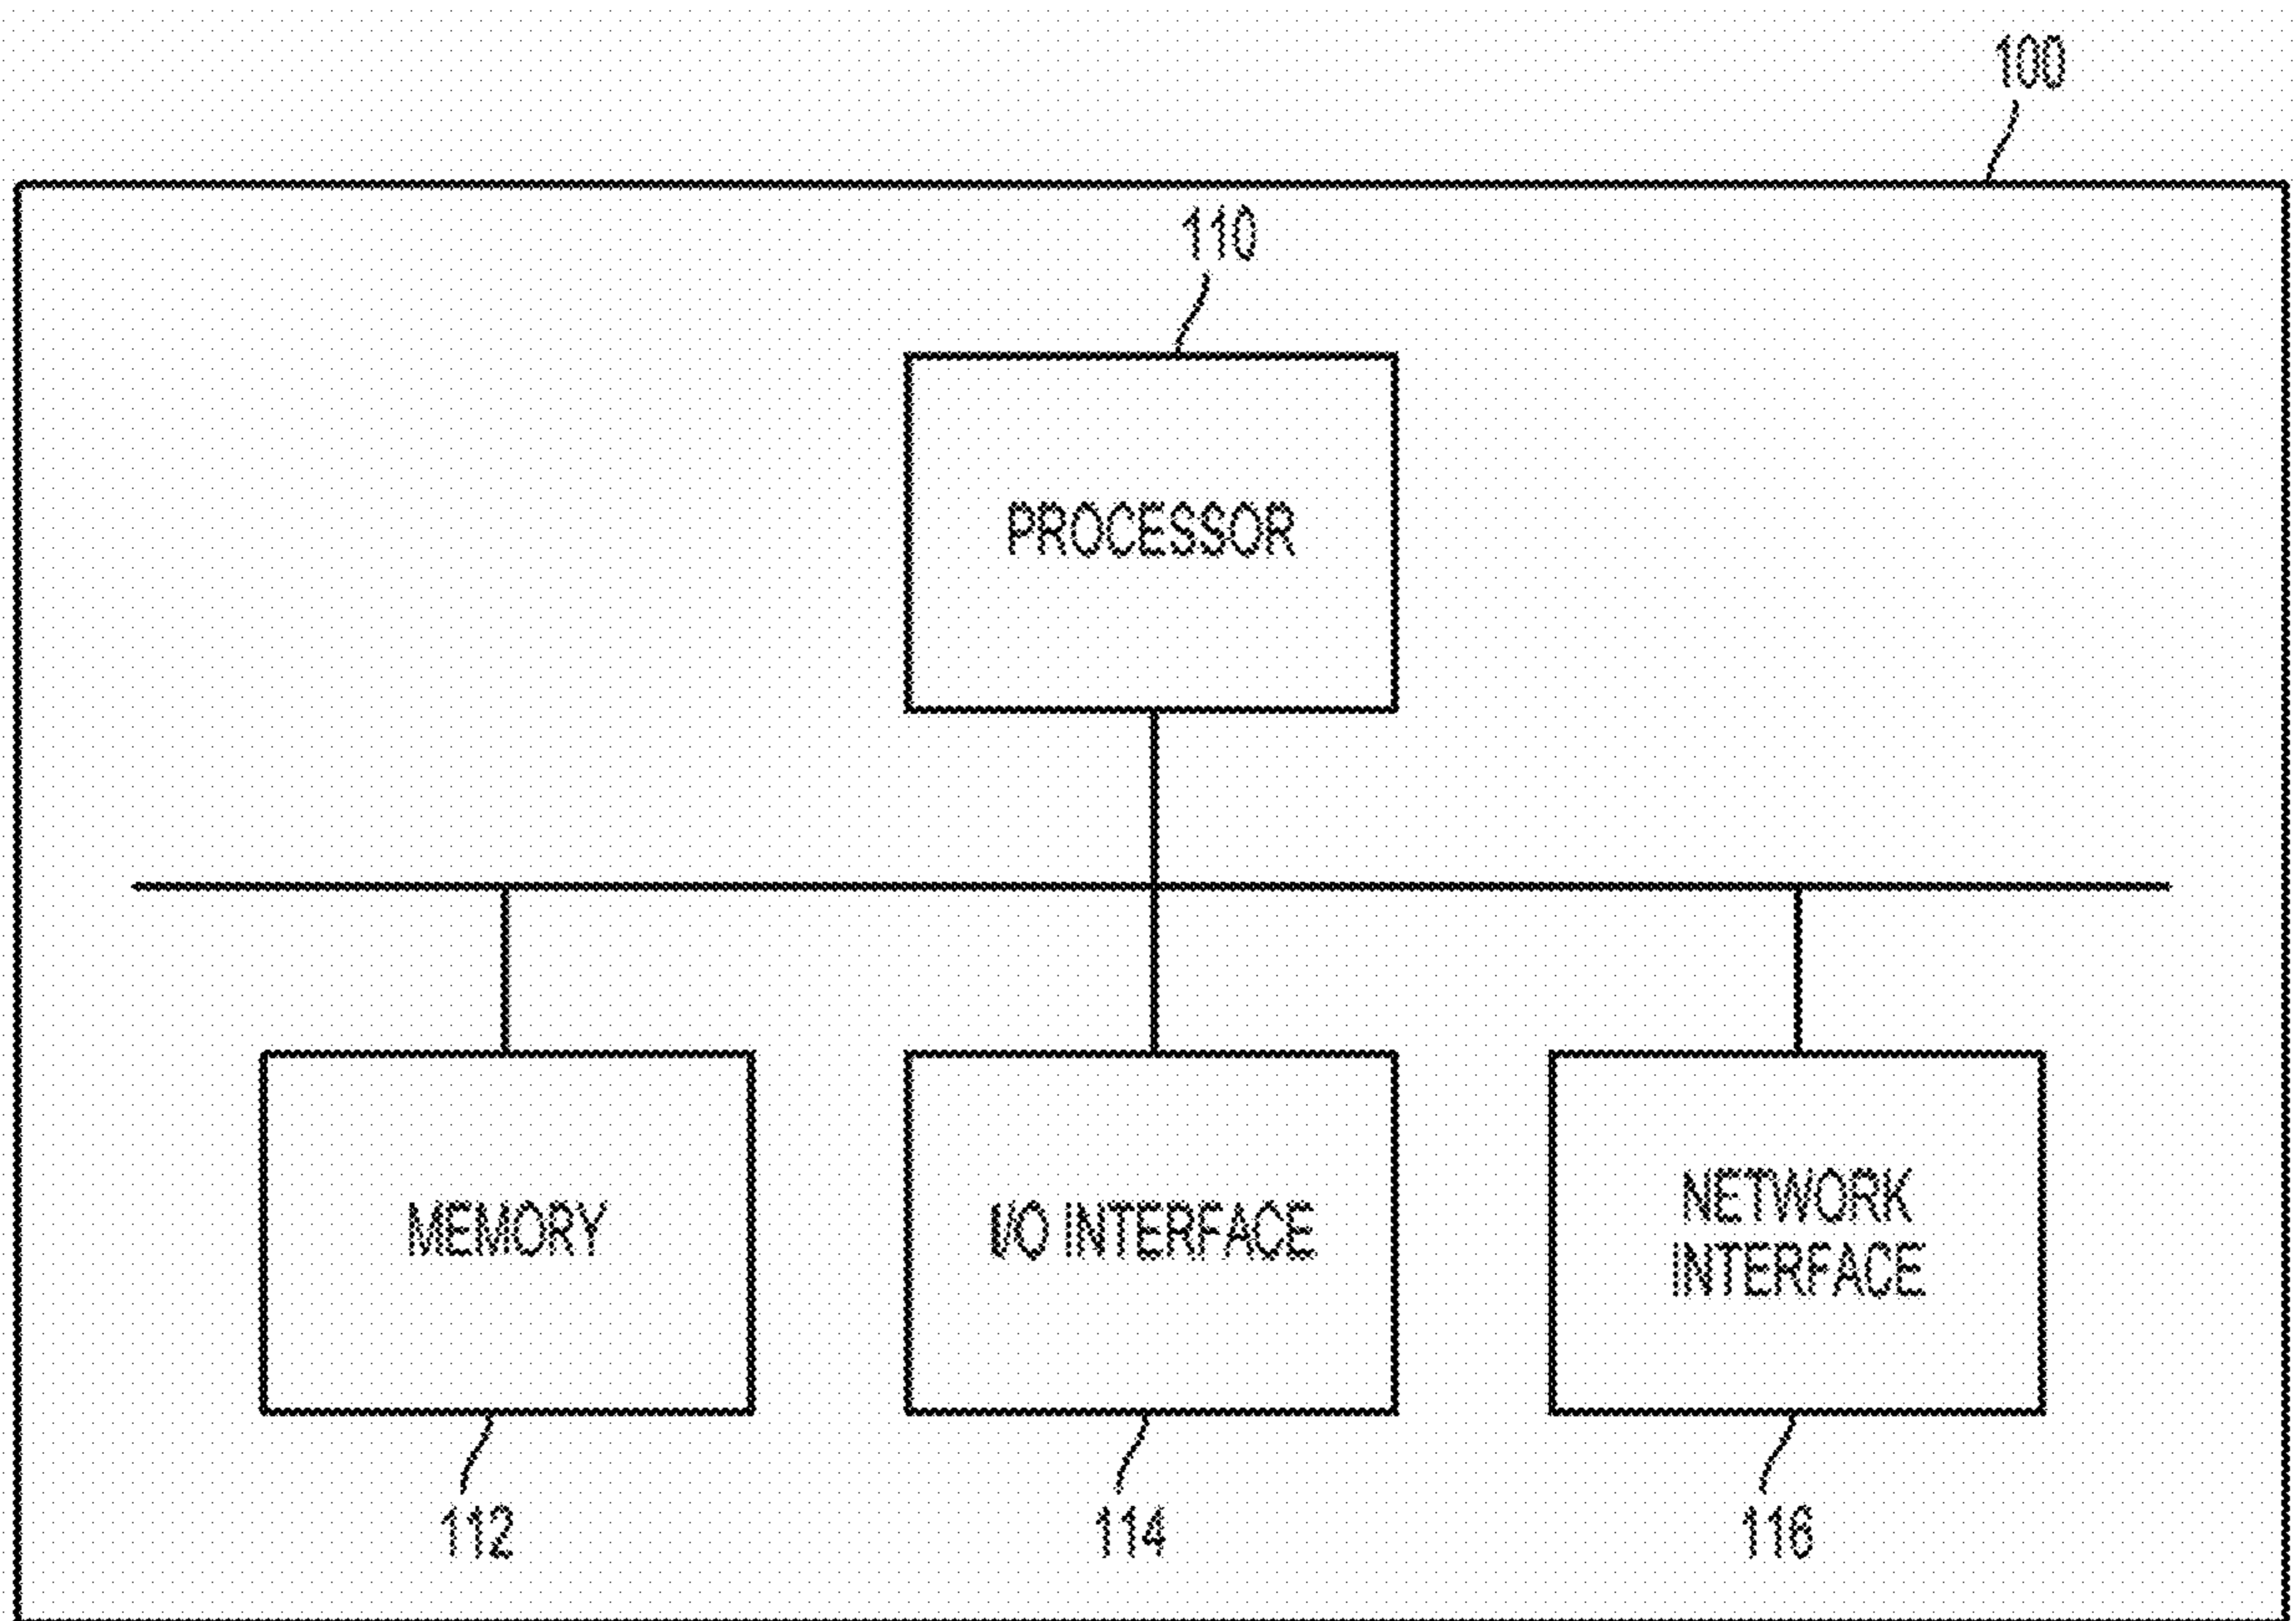 100
110
PROCESSOR
MEMORY
I/O INTERFACE
NETWORK
INTERFACE
112
114
116